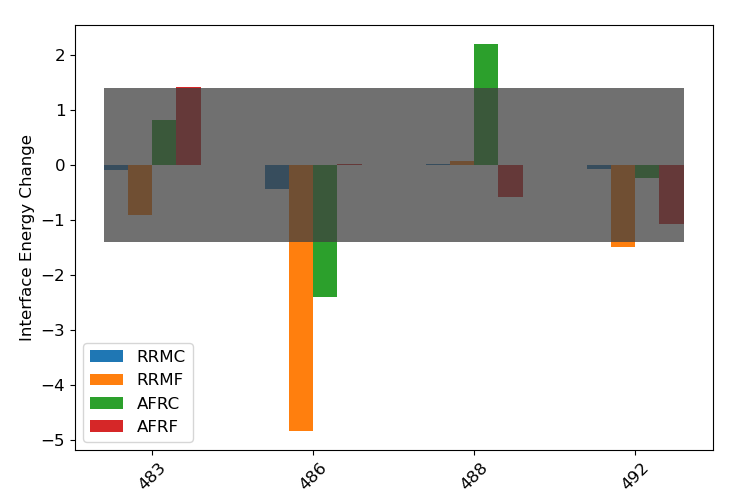 Interface Energy Change
2
1
0
−1
−2
−3
−4
−5
RRMC
RRMF
AFRC
AFRF
483
486
488
492